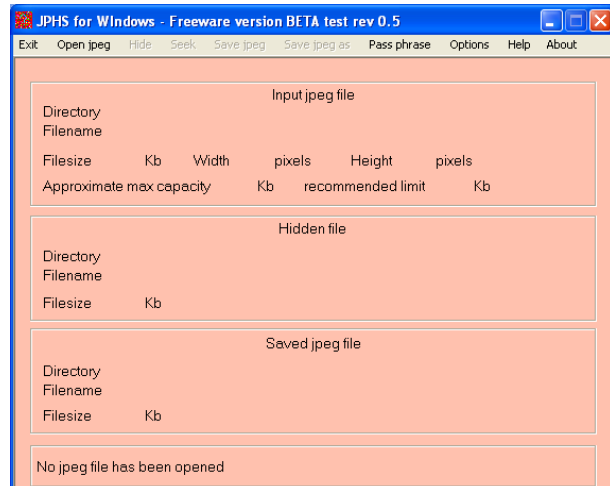 JPHS for WIndows - Freeware version BETA test rev 0.5
Exit Open jpeg Hide Seek Save jpeg Save jpeg as Pass phrase Options Help About
Input jpeg file
Directory
Filename
Filesize Kb Width pixels Height pixels
Approximate max capacity Kb recommended limit Kb
Hidden file
Directory
Filename
Filesize Kb
Saved jpeg file
Directory
Filename
Filesize Kb
No jpeg file has been opened